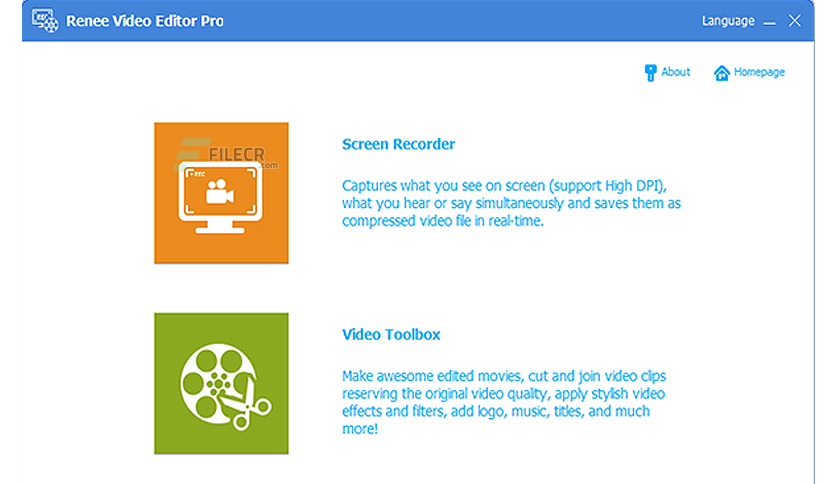 Renee Video Editor Pro
Language
About
Homepage
FILECR
.com
REC
Screen Recorder
Captures what you see on screen (support High DPI),
what you hear or say simultaneously and saves them as
compressed video file in real-time.
Video Toolbox
Make awesome edited movies, cut and join video clips
reserving the original video quality, apply stylish video
effects and filters, add logo, music, titles, and much
more!